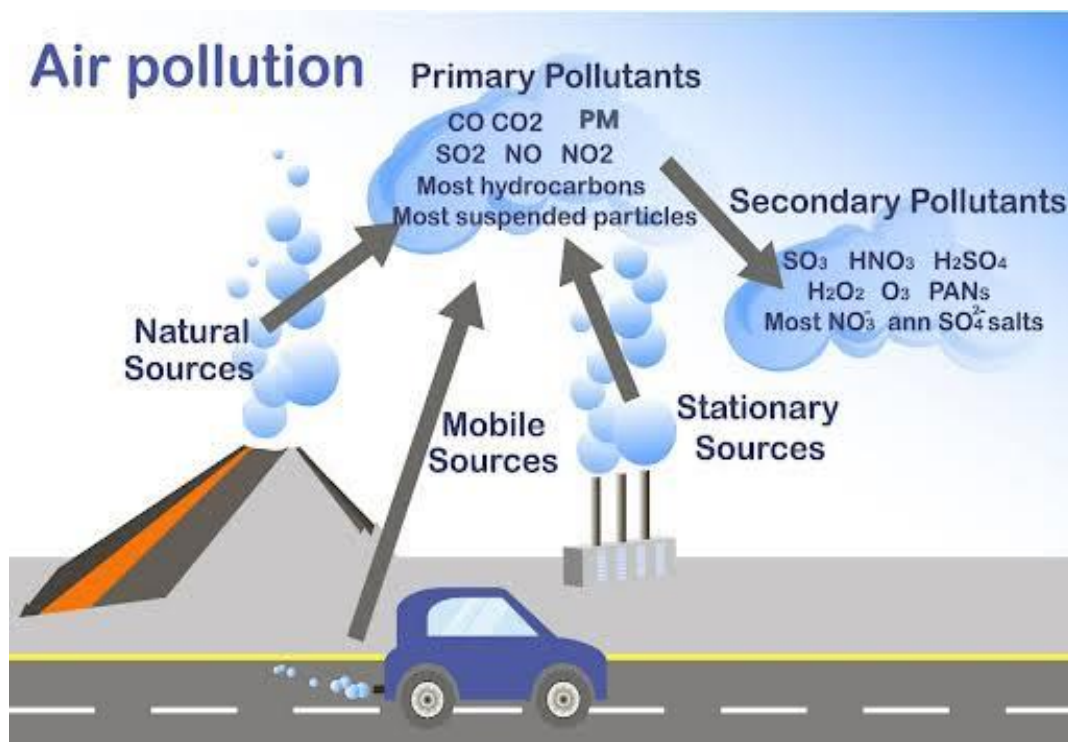 Air pollution
Primary Pollutants
CO CO2 PM
SO2 NO NO2
Most hydrocarbons
Most suspended particles
Secondary Pollutants
SO₃ HNO₃ H₂SO₄
H₂O₂ O₃ PANs
Most NO₃⁻ ann SO₄²⁻ salts
Natural
Sources
Mobile
Sources
Stationary
Sources